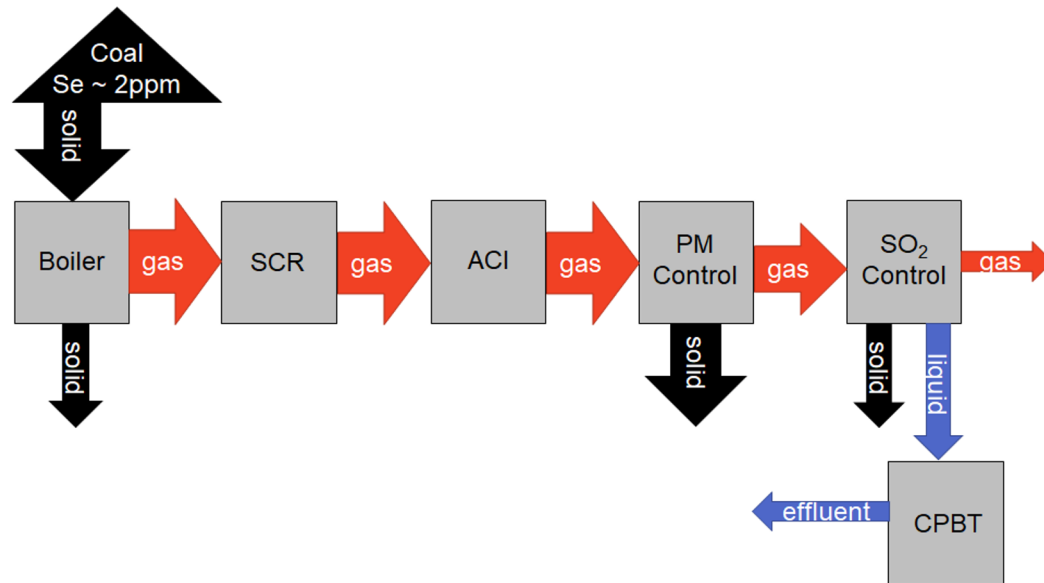 Coal
Se ~ 2ppm
solid
Boiler
gas
SCR
gas
ACI
gas
PM
Control
gas
SO₂
Control
gas
solid
solid
solid
liquid
effluent
CPBT